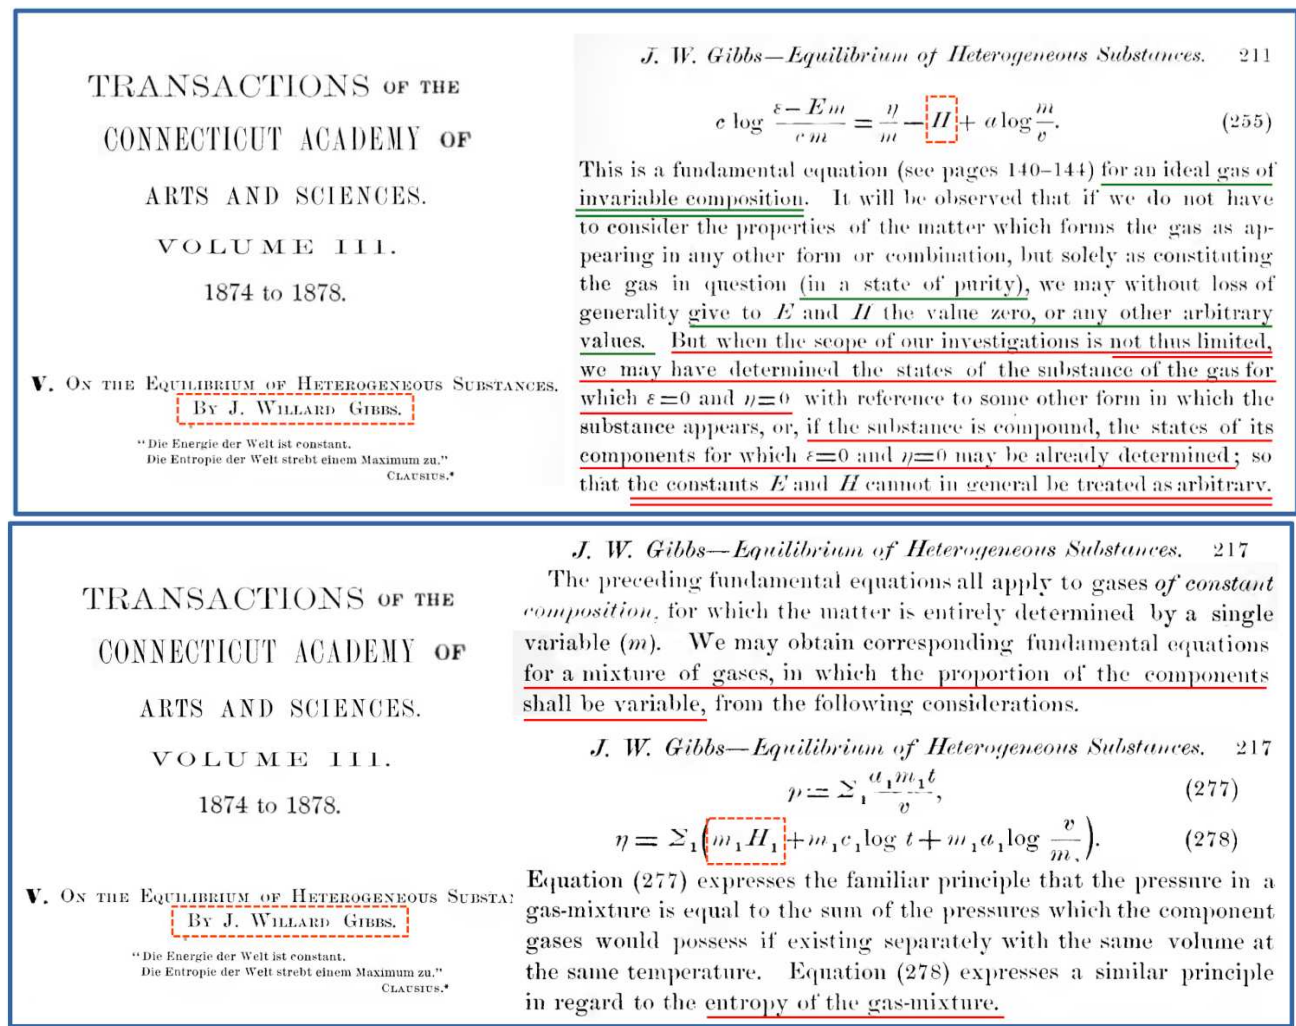 TRANSACTIONS OF THE
CONNECTICUT ACADEMY OF
ARTS AND SCIENCES.
VOLUME III.
1874 to 1878.
V. ON THE EQUILIBRIUM OF HETEROGENEOUS SUBSTANCES.
BY J. WILLARD GIBBS.
"Die Energie der Welt ist constant.
Die Entropie der Welt strebt einem Maximum zu."
CLAUSIUS.*
J. W. Gibbs—Equilibrium of Heterogeneous Substances. 211
c log (ε − Em)/(cm) = η/m − H + a log m/v. (255)
This is a fundamental equation (see pages 140–144) for an ideal gas of
invariable composition. It will be observed that if we do not have
to consider the properties of the matter which forms the gas as ap-
pearing in any other form or combination, but solely as constituting
the gas in question (in a state of purity), we may without loss of
generality give to E and H the value zero, or any other arbitrary
values. But when the scope of our investigations is not thus limited,
we may have determined the states of the substance of the gas for
which ε=0 and η=0 with reference to some other form in which the
substance appears, or, if the substance is compound, the states of its
components for which ε=0 and η=0 may be already determined; so
that the constants E and H cannot in general be treated as arbitrary.
TRANSACTIONS OF THE
CONNECTICUT ACADEMY OF
ARTS AND SCIENCES.
VOLUME III.
1874 to 1878.
V. ON THE EQUILIBRIUM OF HETEROGENEOUS SUBSTA
BY J. WILLARD GIBBS.
"Die Energie der Welt ist constant.
Die Entropie der Welt strebt einem Maximum zu."
CLAUSIUS.*
J. W. Gibbs—Equilibrium of Heterogeneous Substances. 217
The preceding fundamental equations all apply to gases of constant
composition, for which the matter is entirely determined by a single
variable (m). We may obtain corresponding fundamental equations
for a mixture of gases, in which the proportion of the components
shall be variable, from the following considerations.
J. W. Gibbs—Equilibrium of Heterogeneous Substances. 217
p = Σ₁ a₁m₁t/v, (277)
η = Σ₁(m₁H₁ + m₁c₁ log t + m₁a₁ log v/m₁). (278)
Equation (277) expresses the familiar principle that the pressure in a
gas-mixture is equal to the sum of the pressures which the component
gases would possess if existing separately with the same volume at
the same temperature. Equation (278) expresses a similar principle
in regard to the entropy of the gas-mixture.